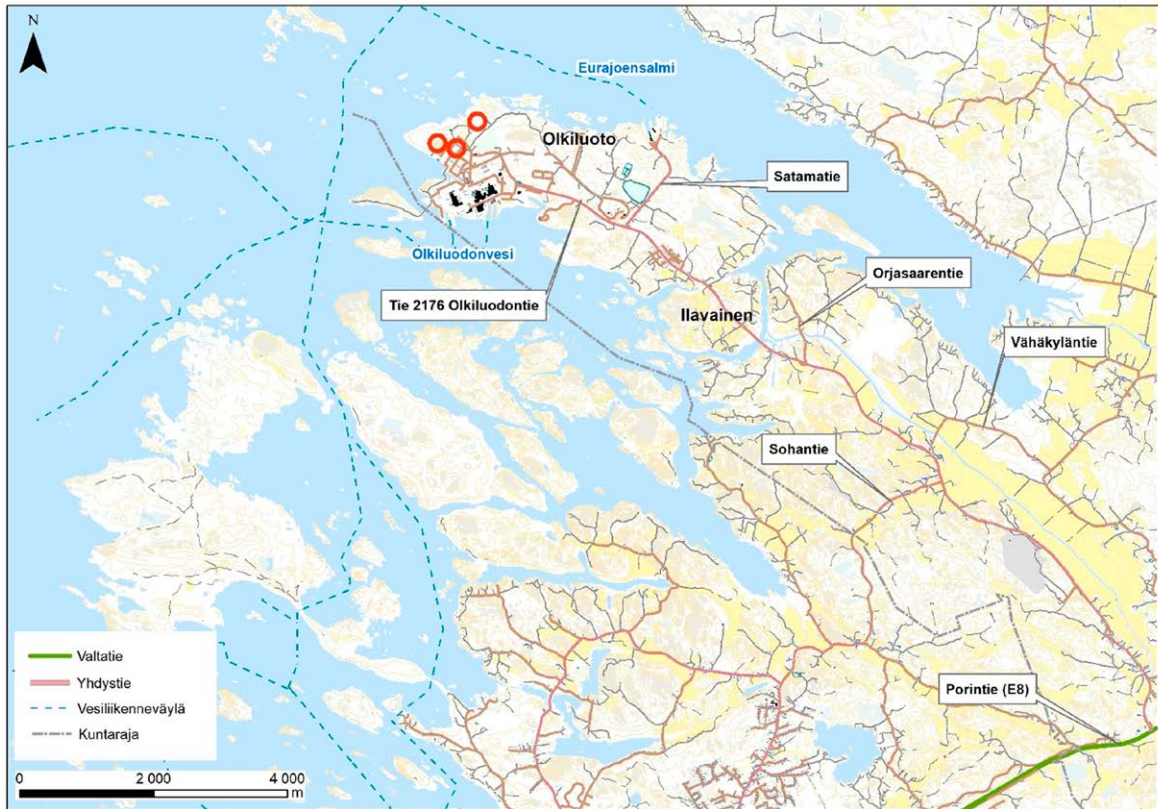 N
Eurajoensalmi
Olkiluoto
Satamatie
Olkiluodonvesi
Orjasaarentie
Tie 2176 Olkiluodontie
Ilavainen
Vähäkyläntie
Sohantie
Porintie (E8)
Valtatie
Yhdystie
Vesiliikenneväylä
Kuntaraja
0 2 000 4 000
m